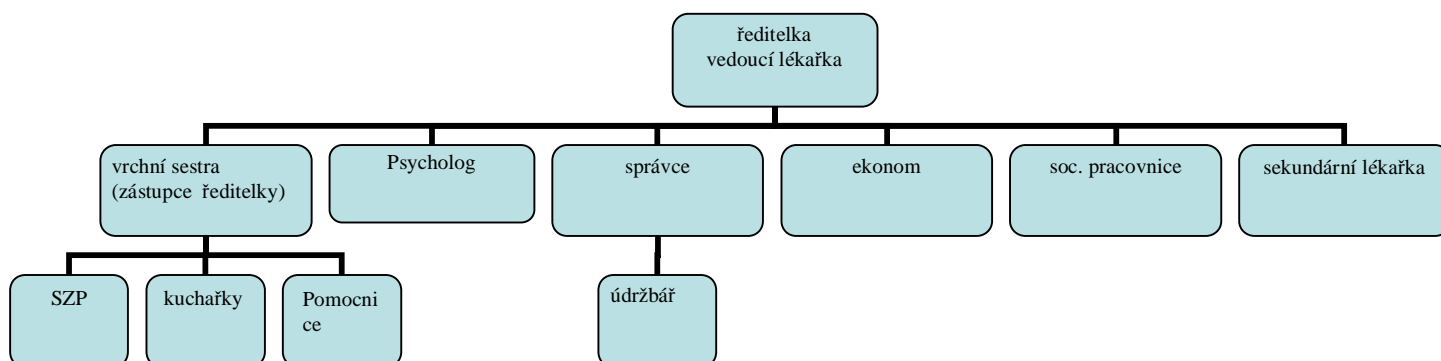 ředitelka
vedoucí lékařka
vrchní sestra
(zástupce ředitelky)
Psycholog
správce
ekonom
soc. pracovnice
sekundární lékařka
SZP
kuchařky
Pomocni
ce
údržbář